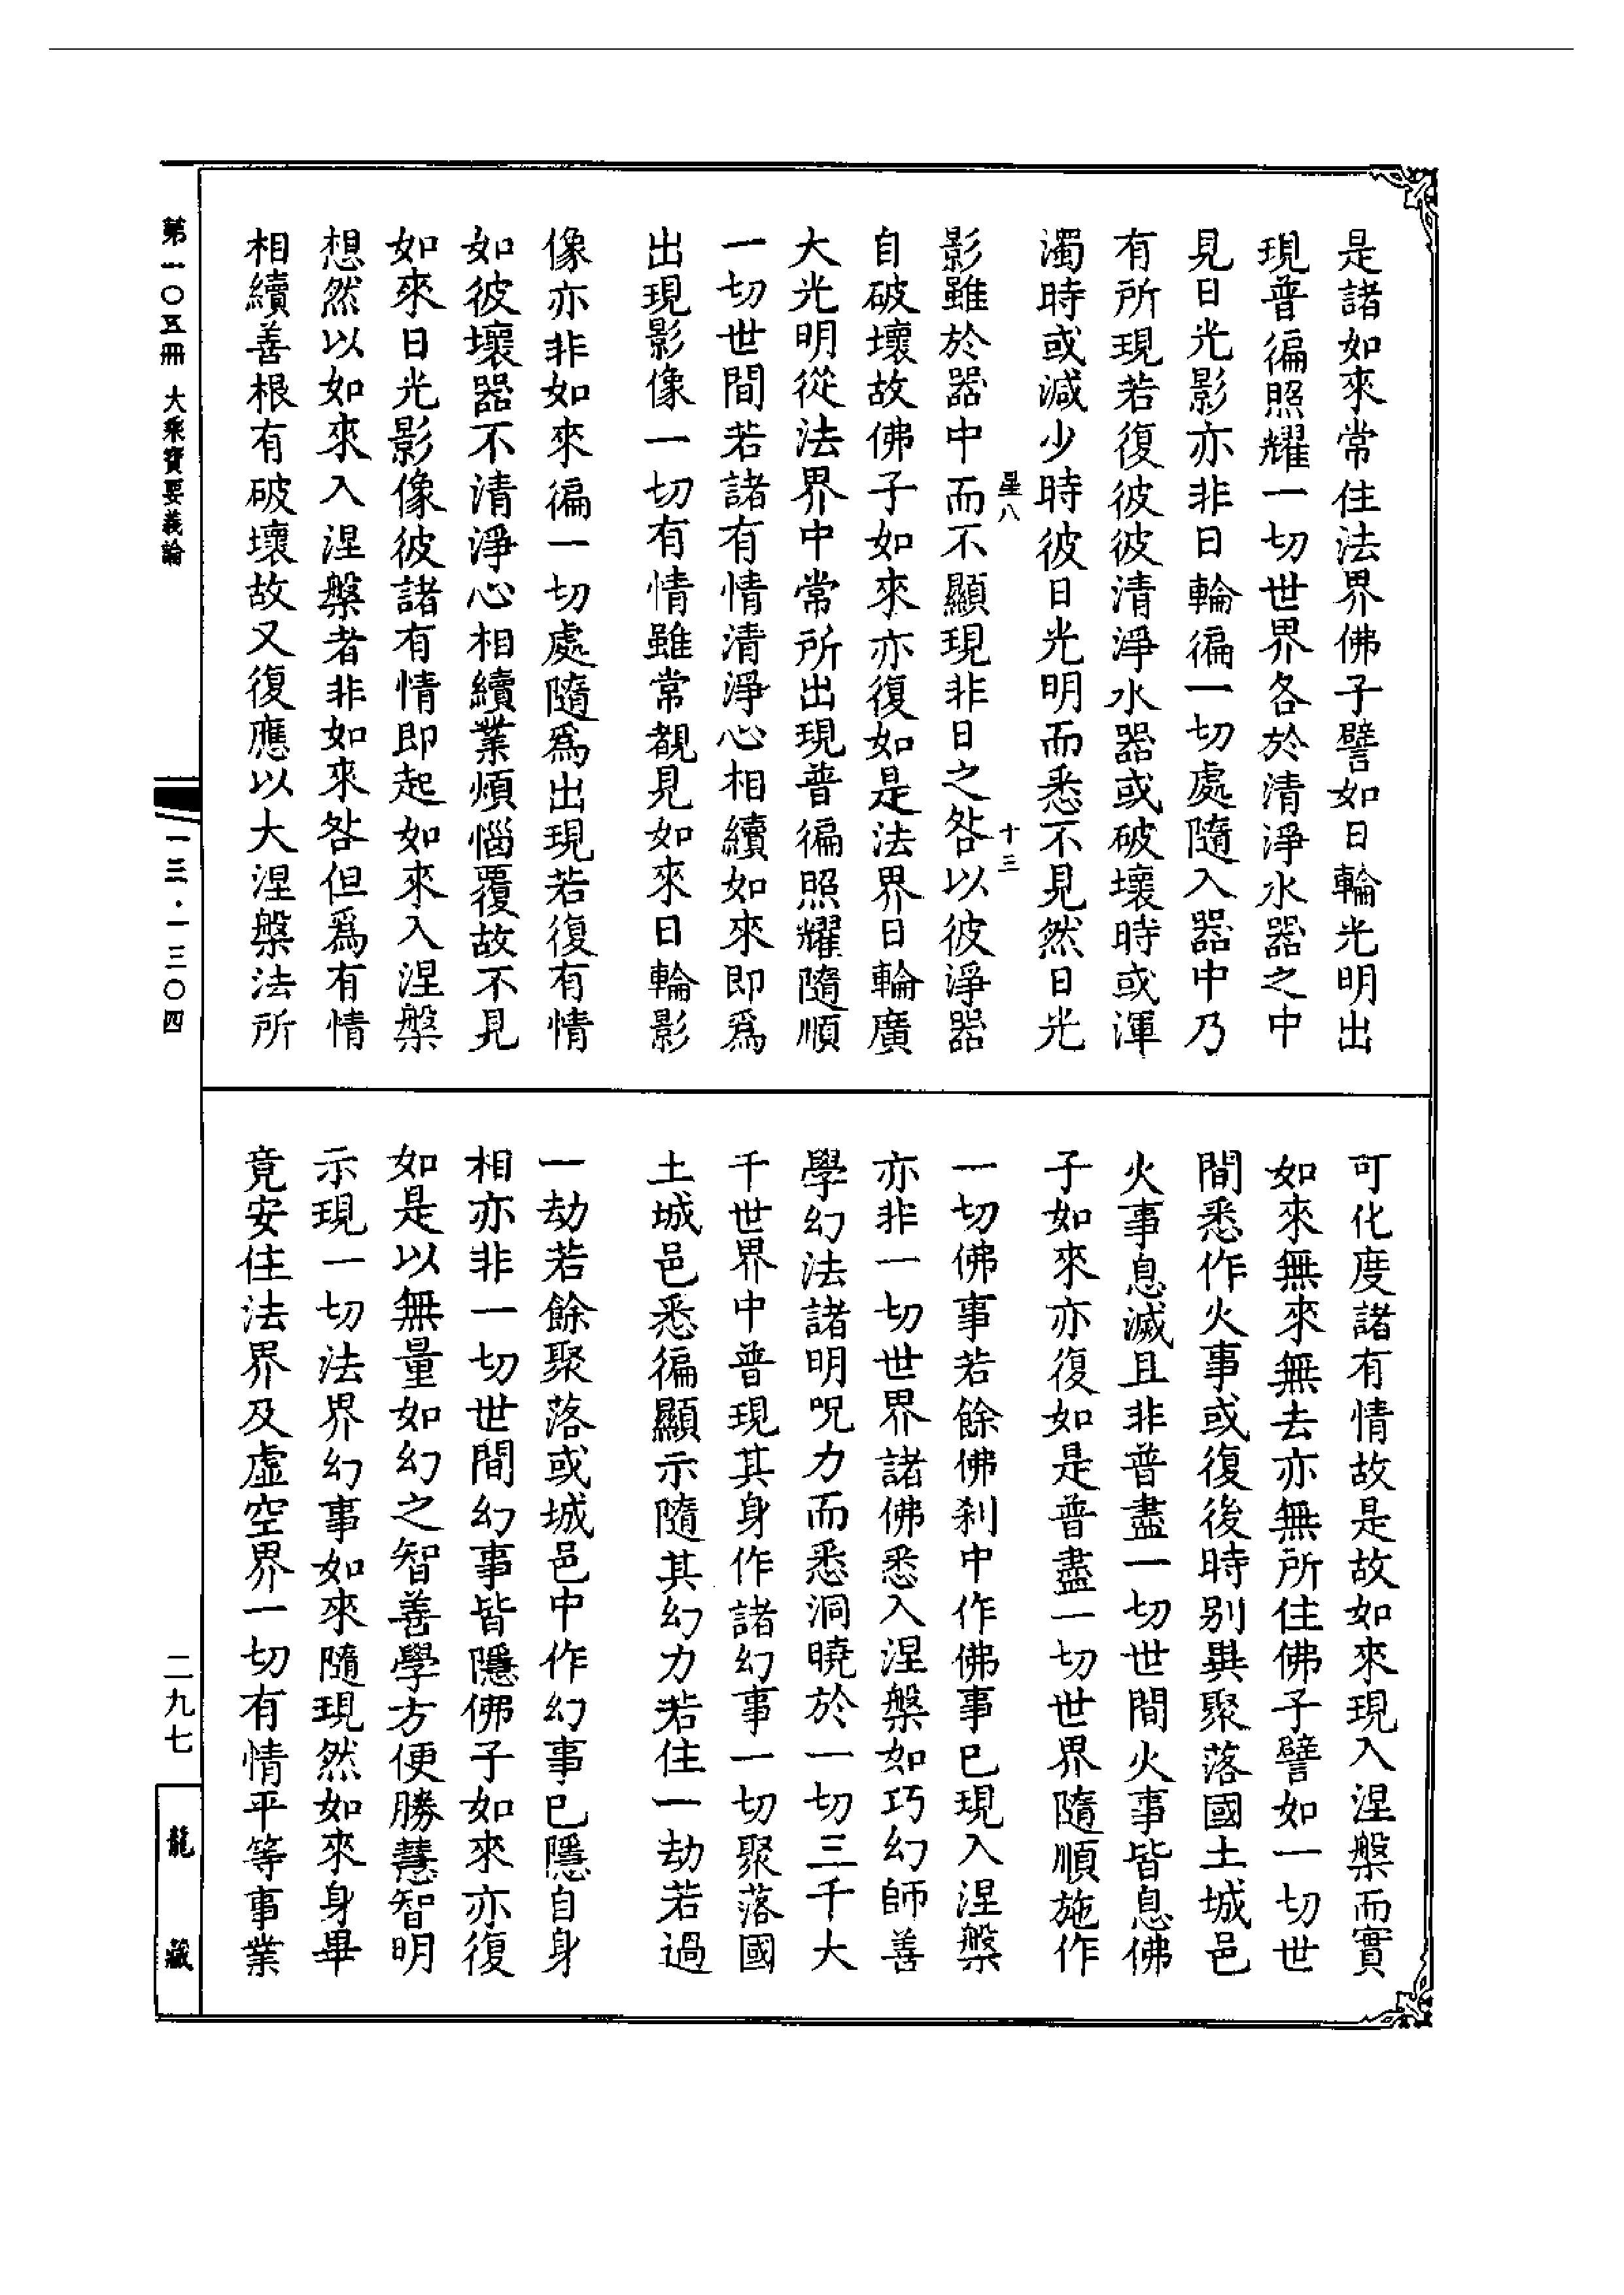 是諸如來常住法界佛子譬如日輪光明出
現普徧照耀一切世界各於清淨水器之中
見日光影亦非日輪徧一切處隨入器中乃
有所現若復彼彼清淨水器或破壞時或渾
濁時或減少時彼日光明而悉不見然日光
星八
十三
影雖於器中而不顯現非日之咎以彼淨器
自破壞故佛子如來亦復如是法界日輪廣
大光明從法界中常所出現普徧照耀隨順
一切世間若諸有情清淨心相續如來即爲
出現影像一切有情雖常覩見如來日輪影
像亦非如來徧一切處隨爲出現若復有情
如彼壞器不清淨心相續業煩惱覆故不見
如來日光影像彼諸有情即起如來入涅槃
想然以如來入涅槃者非如來咎但爲有情
相續善根有破壞故又復應以大涅槃法所
可化度諸有情故是故如來現入涅槃而實
如來無來無去亦無所住佛子譬如一切世
間悉作火事或復後時別異聚落國土城邑
火事息滅且非普盡一切世間火事皆息佛
子如來亦復如是普盡一切世界隨順施作
一切佛事若餘佛刹中作佛事已現入涅槃
亦非一切世界諸佛悉入涅槃如巧幻師善
學幻法諸明呪力而悉洞曉於一切三千大
千世界中普現其身作諸幻事一切聚落國
土城邑悉徧顯示隨其幻力若住一劫若過
一劫若餘聚落或城邑中作幻事已隱自身
相亦非一切世間幻事皆隱佛子如來亦復
如是以無量如幻之智善學方便勝慧智明
示現一切法界幻事如來隨現然如來身畢
竟安住法界及虛空界一切有情平等事業
第一〇五冊 大乘寶要義論
一三·一三〇四
二九七
龍藏